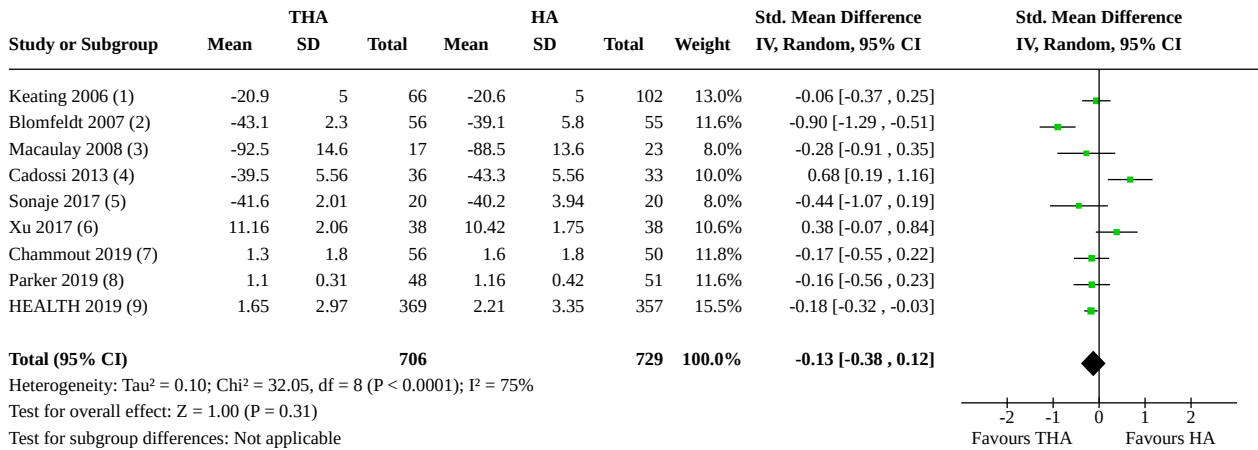 THA HA Std. Mean Difference Std. Mean Difference
Study or Subgroup Mean SD Total Mean SD Total Weight IV, Random, 95% CI IV, Random, 95% CI
Keating 2006 (1) -20.9 5 66 -20.6 5 102 13.0% -0.06 [-0.37 , 0.25]
Blomfeldt 2007 (2) -43.1 2.3 56 -39.1 5.8 55 11.6% -0.90 [-1.29 , -0.51]
Macaulay 2008 (3) -92.5 14.6 17 -88.5 13.6 23 8.0% -0.28 [-0.91 , 0.35]
Cadossi 2013 (4) -39.5 5.56 36 -43.3 5.56 33 10.0% 0.68 [0.19 , 1.16]
Sonaje 2017 (5) -41.6 2.01 20 -40.2 3.94 20 8.0% -0.44 [-1.07 , 0.19]
Xu 2017 (6) 11.16 2.06 38 10.42 1.75 38 10.6% 0.38 [-0.07 , 0.84]
Chammout 2019 (7) 1.3 1.8 56 1.6 1.8 50 11.8% -0.17 [-0.55 , 0.22]
Parker 2019 (8) 1.1 0.31 48 1.16 0.42 51 11.6% -0.16 [-0.56 , 0.23]
HEALTH 2019 (9) 1.65 2.97 369 2.21 3.35 357 15.5% -0.18 [-0.32 , -0.03]
Total (95% CI) 706 729 100.0% -0.13 [-0.38 , 0.12]
Heterogeneity: Tau² = 0.10; Chi² = 32.05, df = 8 (P < 0.0001); I² = 75%
Test for overall effect: Z = 1.00 (P = 0.31)
Test for subgroup differences: Not applicable
-2 -1 0 1 2
Favours THA Favours HA